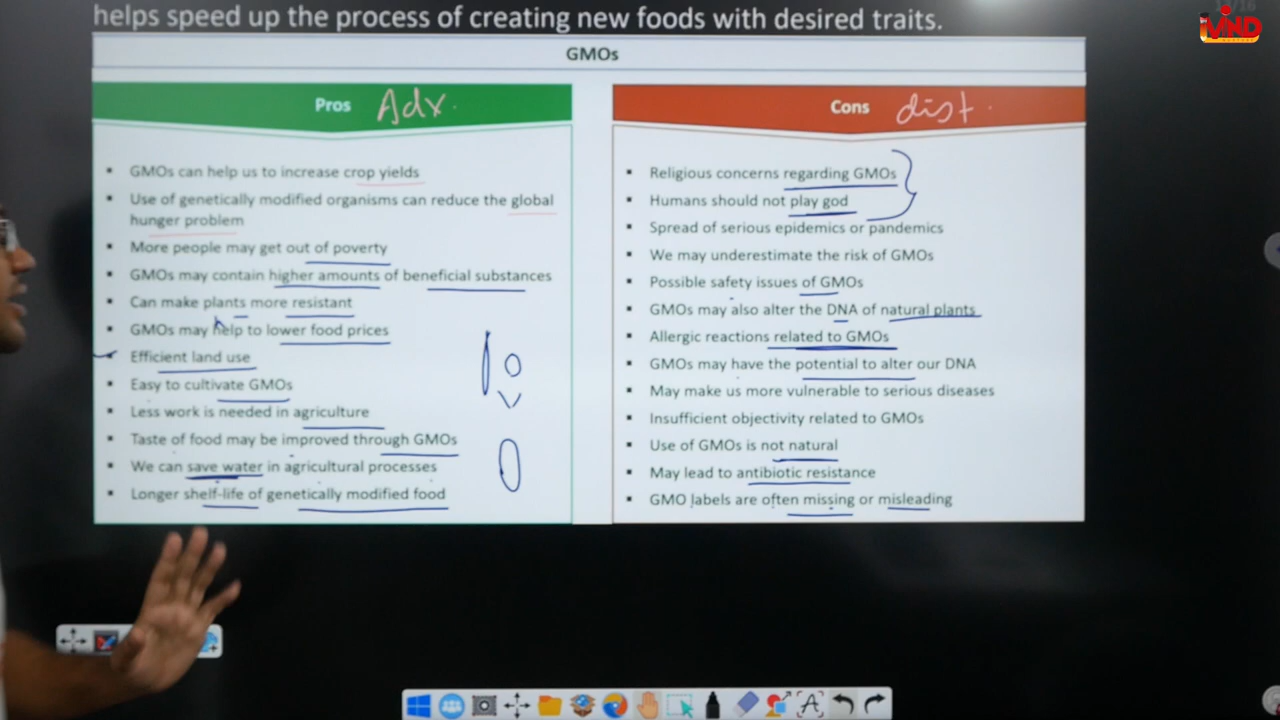 helps speed up the process of creating new foods with desired traits.
GMOs
Pros Adx.
GMOs can help us to increase crop yields
Use of genetically modified organisms can reduce the global
hunger problem
More people may get out of poverty
GMOs may contain higher amounts of beneficial substances
Can make plants more resistant
GMOs may help to lower food prices
Efficient land use
Easy to cultivate GMOs
Less work is needed in agriculture
Taste of food may be improved through GMOs
We can save water in agricultural processes
Longer shelf-life of genetically modified food
Cons dist.
Religious concerns regarding GMOs
Humans should not play god
Spread of serious epidemics or pandemics
We may underestimate the risk of GMOs
Possible safety issues of GMOs
GMOs may also alter the DNA of natural plants
Allergic reactions related to GMOs
GMOs may have the potential to alter our DNA
May make us more vulnerable to serious diseases
Insufficient objectivity related to GMOs
Use of GMOs is not natural
May lead to antibiotic resistance
GMO labels are often missing or misleading